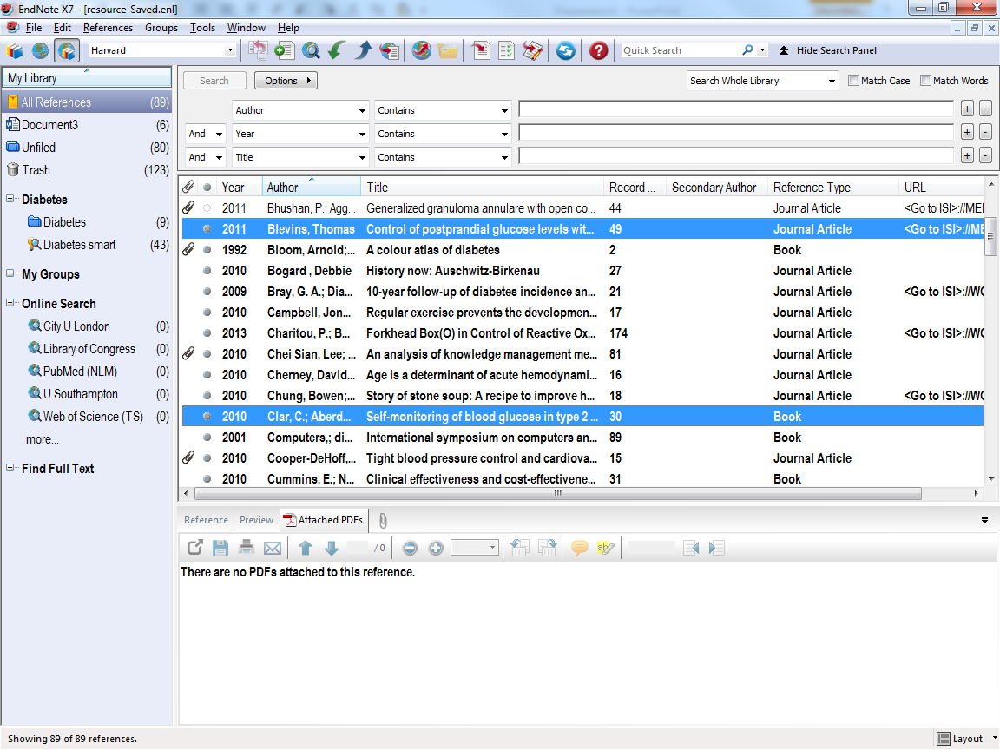 EndNote X7 - [resource-Saved.enl]
File Edit References Groups Tools Window Help
Harvard Quick Search Hide Search Panel
My Library
All References (89)
Document3 (6)
Unfiled (80)
Trash (123)
Diabetes
Diabetes (9)
Diabetes smart (43)
My Groups
Online Search
City U London (0)
Library of Congress (0)
PubMed (NLM) (0)
U Southampton (0)
Web of Science (TS) (0)
more...
Find Full Text
Search Options Search Whole Library Match Case Match Words
Author Contains + -
And Year Contains + -
And Title Contains + -
Year Author Title Record ... Secondary Author Reference Type URL
2011 Bhushan, P.; Agg... Generalized granuloma annulare with open co... 44 Journal Article <Go to ISI>://MEI
2011 Blevins, Thomas Control of postprandial glucose levels wit... 49 Journal Article <Go to ISI>://ME
1992 Bloom, Arnold;... A colour atlas of diabetes 2 Book
2010 Bogard , Debbie History now: Auschwitz-Birkenau 27 Journal Article
2009 Bray, G. A.; Dia... 10-year follow-up of diabetes incidence an... 21 Journal Article <Go to ISI>://WO
2010 Campbell, Jon... Regular exercise prevents the developmen... 17 Journal Article
2013 Charitou, P.; B... Forkhead Box(O) in Control of Reactive Ox... 174 Journal Article <Go to ISI>://WO
2010 Chei Sian, Lee; ... An analysis of knowledge management me... 81 Journal Article
2010 Cherney, David... Age is a determinant of acute hemodynami... 16 Journal Article
2010 Chung, Bowen;... Story of stone soup: A recipe to improve h... 18 Journal Article <Go to ISI>://WO
2010 Clar, C.; Aberd... Self-monitoring of blood glucose in type 2 ... 30 Book
2001 Computers,; di... International symposium on computers an... 89 Book
2010 Cooper-DeHoff,... Tight blood pressure control and cardiova... 15 Journal Article
2010 Cummins, E.; N... Clinical effectiveness and cost-effectivene... 31 Book
Reference Preview Attached PDFs
/ 0
There are no PDFs attached to this reference.
Showing 89 of 89 references. Layout